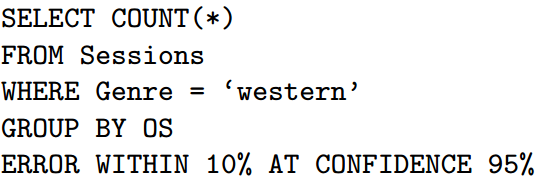 SELECT COUNT(*)
FROM Sessions
WHERE Genre = ‘western’
GROUP BY OS
ERROR WITHIN 10% AT CONFIDENCE 95%